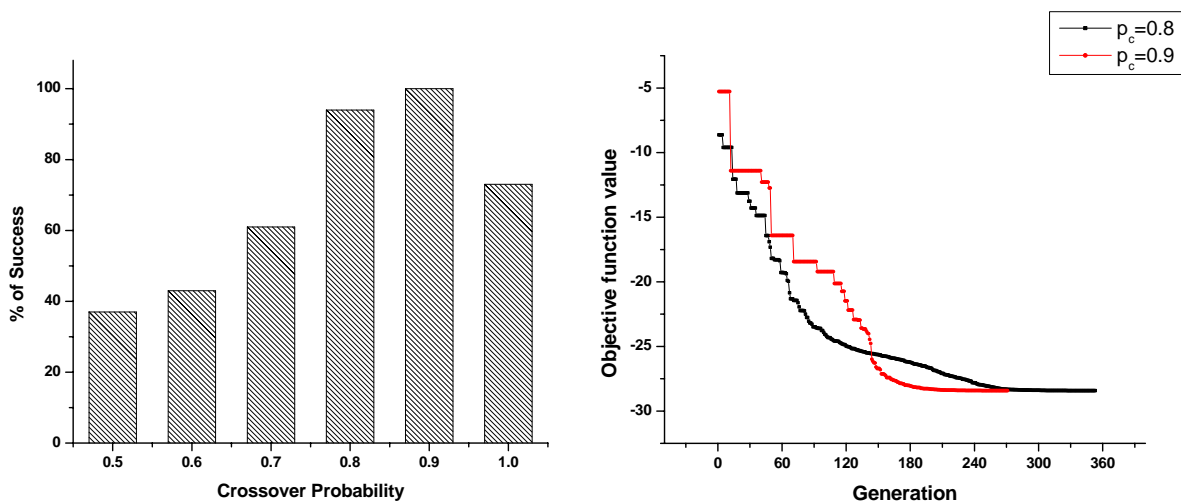 100
80
60
40
20
0
% of Success
0.5 0.6 0.7 0.8 0.9 1.0
Crossover Probability
p_c=0.8
p_c=0.9
-5
-10
-15
-20
-25
-30
Objective function value
0 60 120 180 240 300 360
Generation